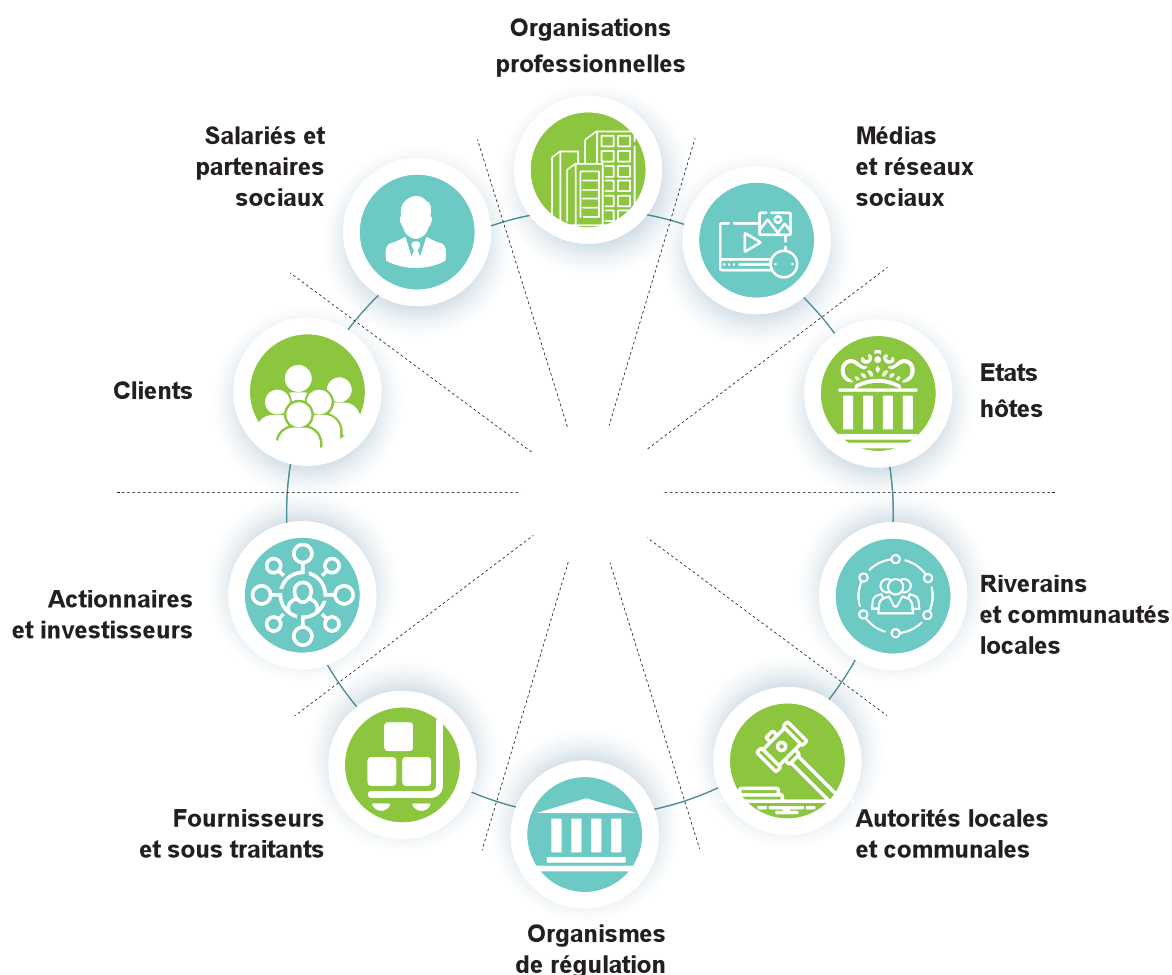 Organisations
professionnelles
Médias
et réseaux
sociaux
Etats
hôtes
Riverains
et communautés
locales
Autorités locales
et communales
Organismes
de régulation
Fournisseurs
et sous traitants
Actionnaires
et investisseurs
Clients
Salariés et
partenaires
sociaux